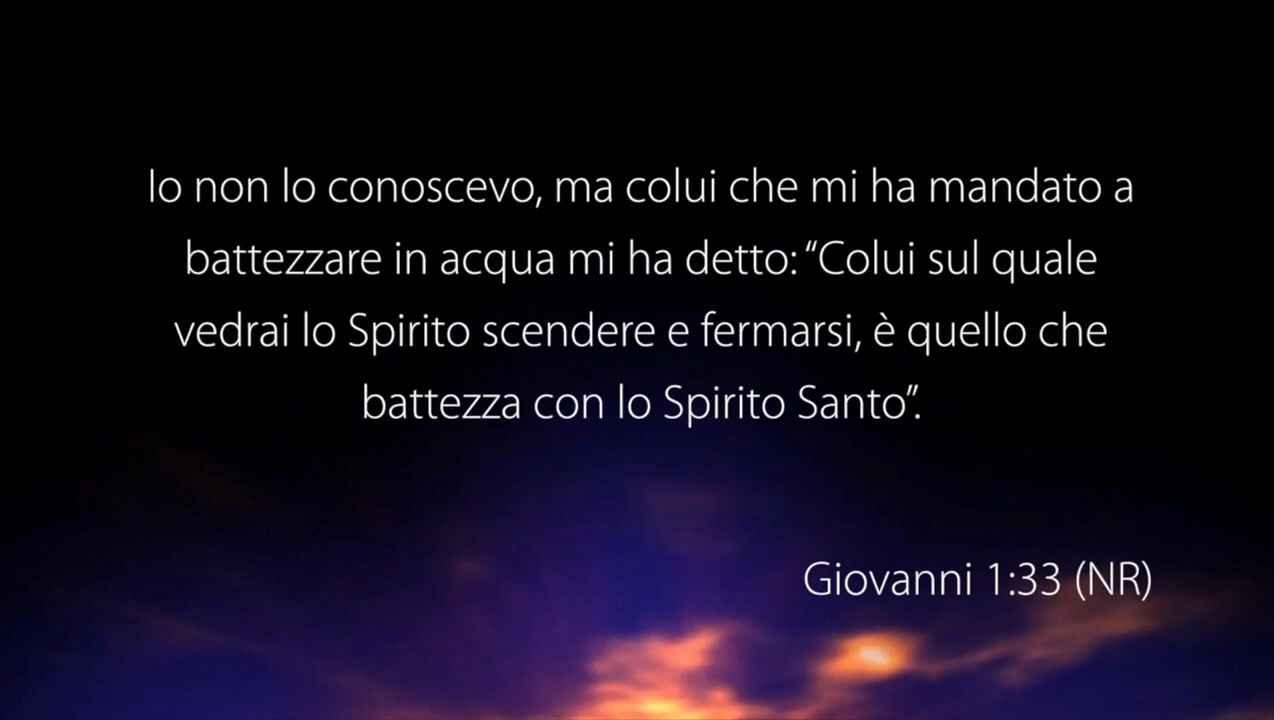 Io non lo conoscevo, ma colui che mi ha mandato a
battezzare in acqua mi ha detto: “Colui sul quale
vedrai lo Spirito scendere e fermarsi, è quello che
battezza con lo Spirito Santo”.
Giovanni 1:33 (NR)